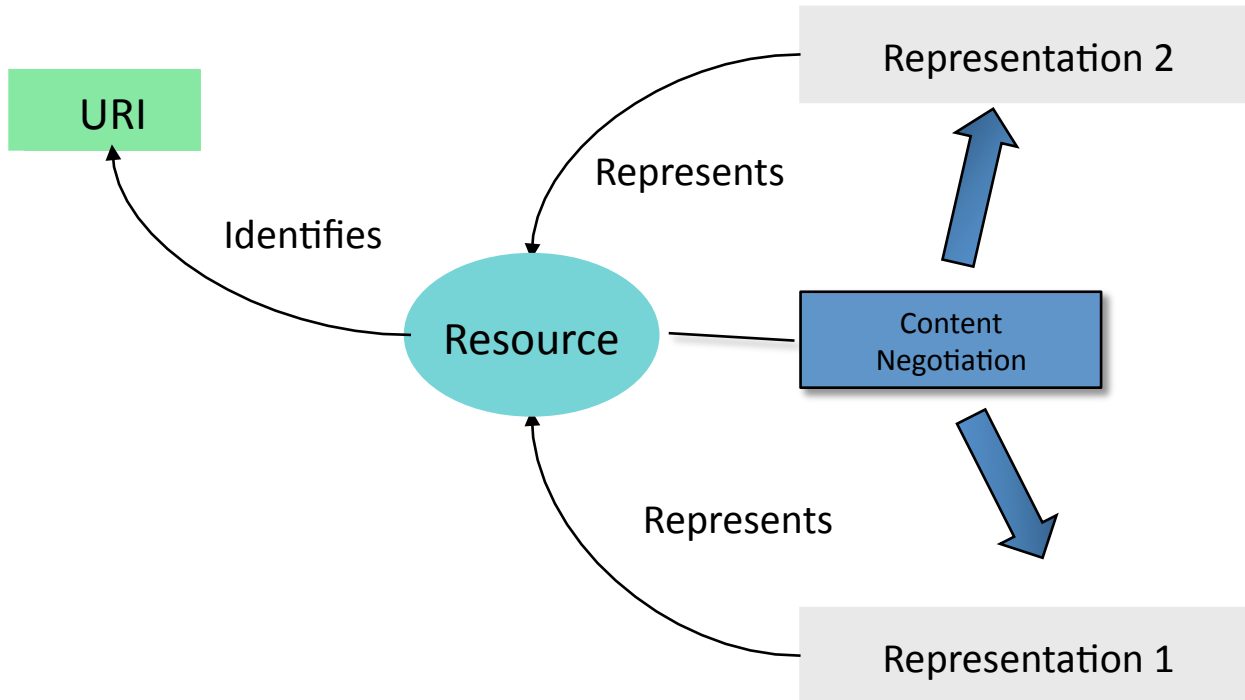 Representation 2
URI
Represents
Identifies
Resource
Content
Negotiation
Represents
Representation 1